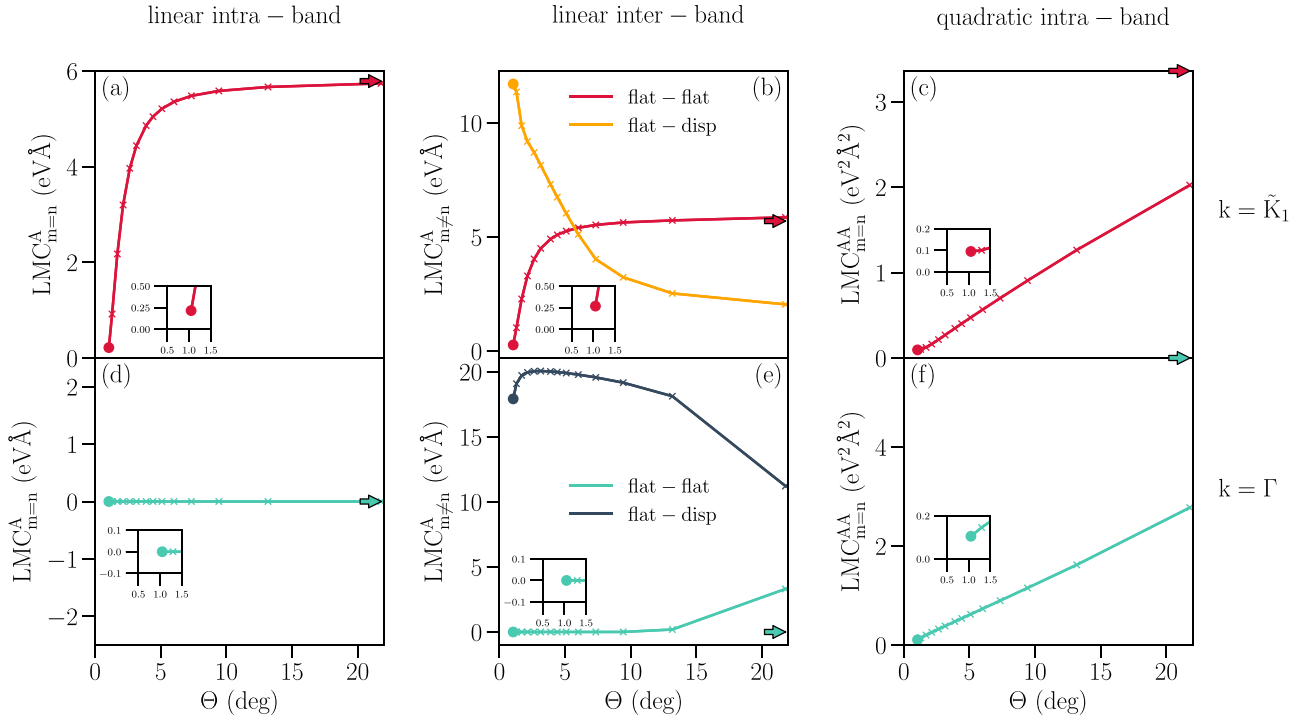 linear intra − band
linear inter − band
quadratic intra − band
(a)
LMC^A_{m=n} (eVÅ)
6
4
2
0
0.50
0.25
0.00
0.5 1.0 1.5
(b)
flat − flat
flat − disp
LMC^A_{m≠n} (eVÅ)
10
5
0
0.50
0.25
0.00
0.5 1.0 1.5
(c)
LMC^{AA}_{m=n} (eV²Å²)
3
2
1
0
0.2
0.1
0.0
0.5 1.0 1.5
k = K̃₁
(d)
LMC^A_{m=n} (eVÅ)
2
1
0
−1
−2
0.1
0.0
−0.1
0.5 1.0 1.5
0 5 10 15 20
Θ (deg)
(e)
flat − flat
flat − disp
LMC^A_{m≠n} (eVÅ)
20
15
10
5
0
0.1
0.0
−0.1
0.5 1.0 1.5
0 5 10 15 20
Θ (deg)
(f)
LMC^{AA}_{m=n} (eV²Å²)
4
2
0
0.2
0.0
0.5 1.0 1.5
0 5 10 15 20
Θ (deg)
k = Γ